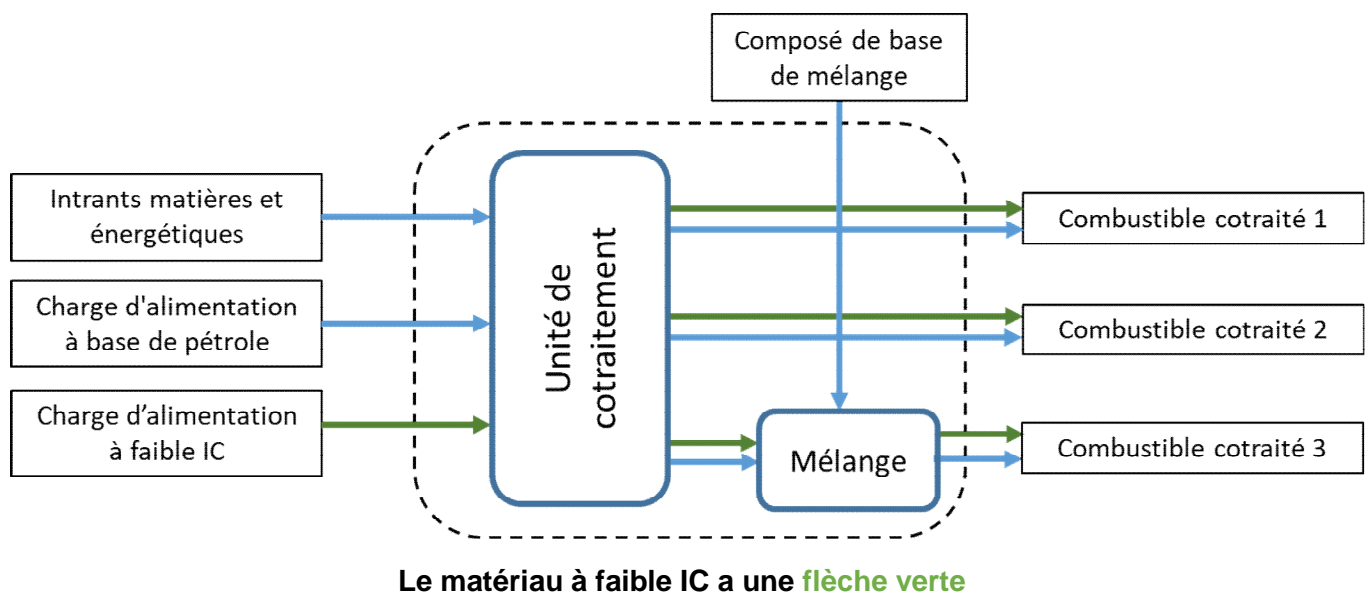 Composé de base
de mélange
Intrants matières et
énergétiques
Charge d'alimentation
à base de pétrole
Charge d’alimentation
à faible IC
Unité de
cotraitement
Mélange
Combustible cotraité 1
Combustible cotraité 2
Combustible cotraité 3
Le matériau à faible IC a une flèche verte